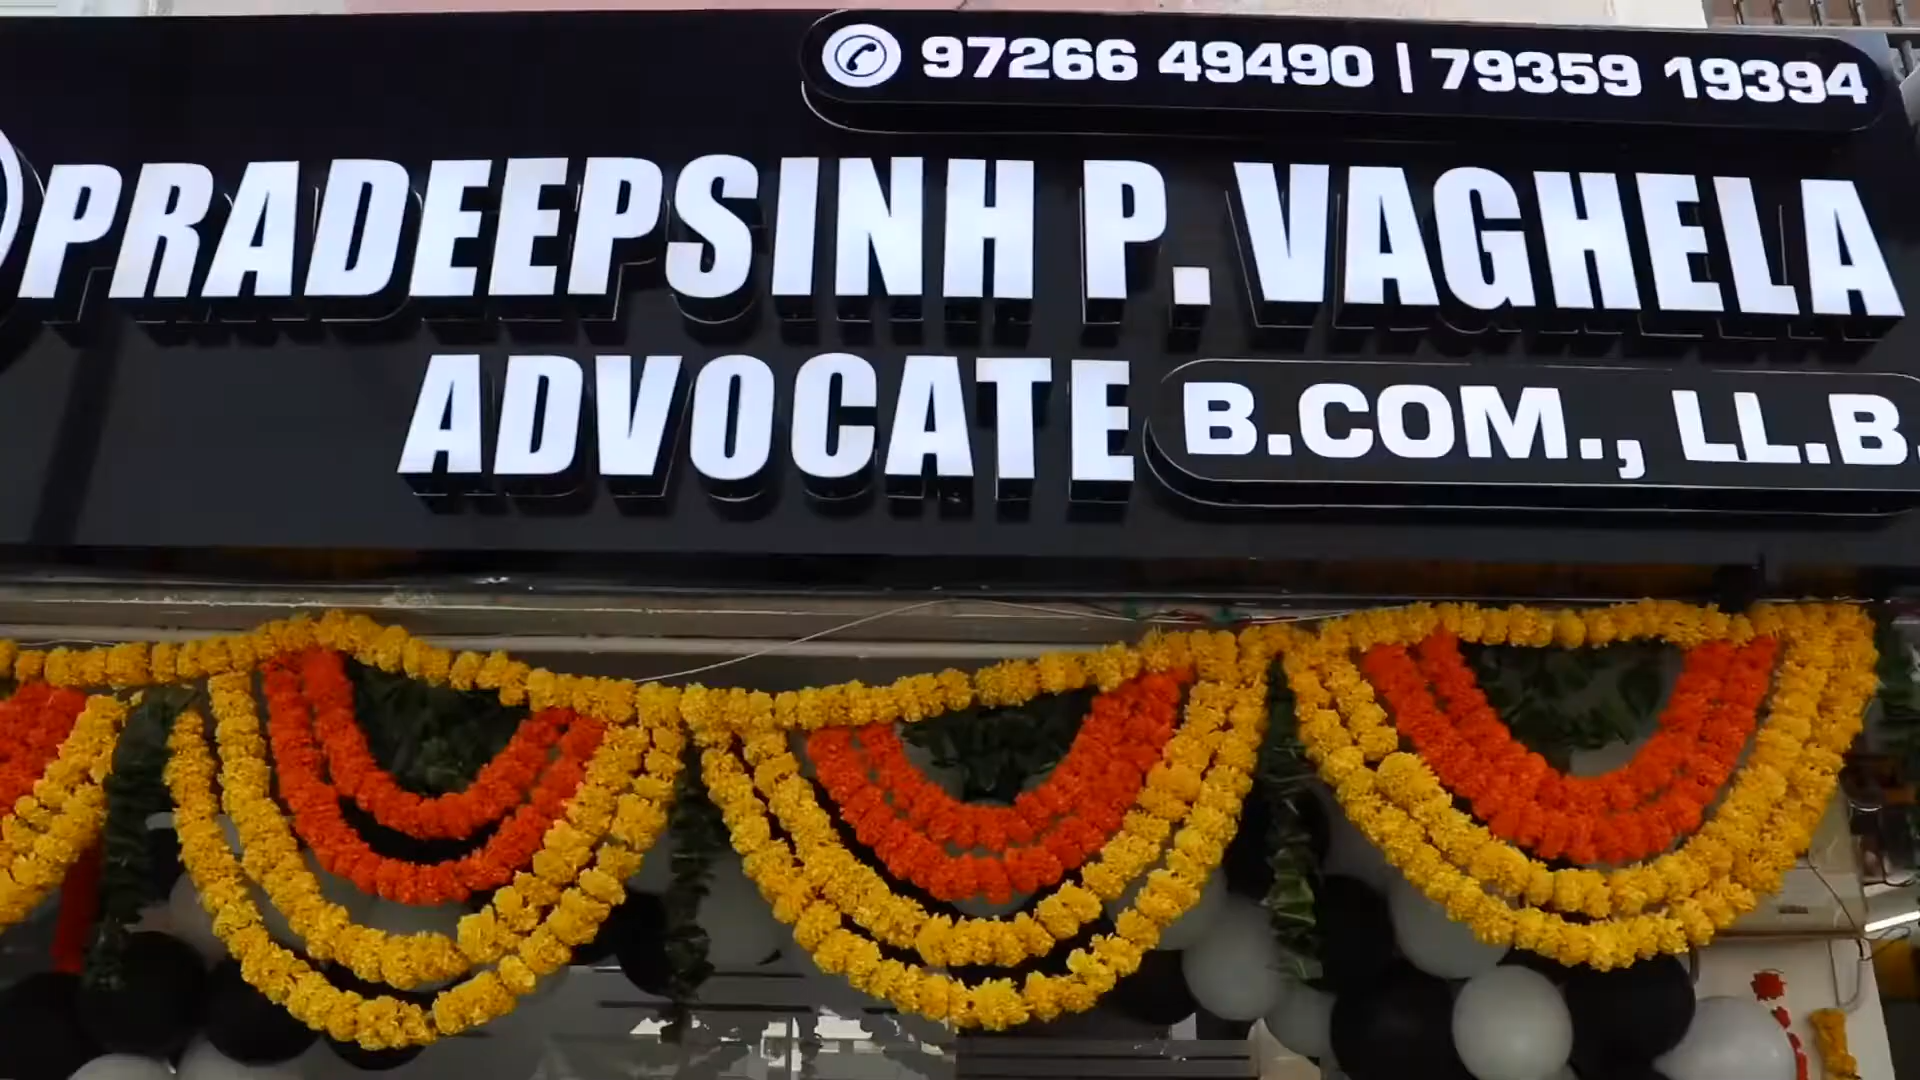 97266 49490 | 79359 19394
PRADEEPSINH P. VAGHELA
ADVOCATE B.COM., LL.B.